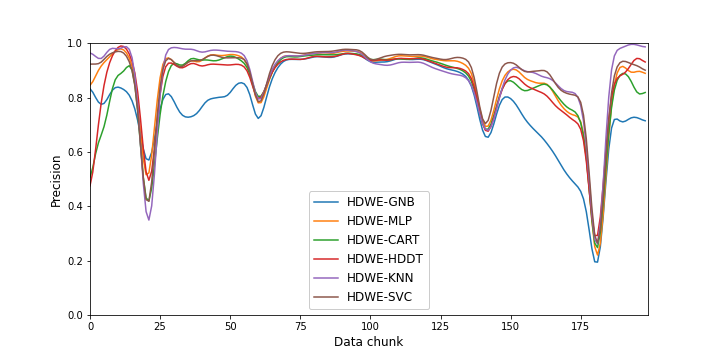 1.0
0.8
0.6
0.4
0.2
0.0
Precision
HDWE-GNB
HDWE-MLP
HDWE-CART
HDWE-HDDT
HDWE-KNN
HDWE-SVC
0 25 50 75 100 125 150 175
Data chunk